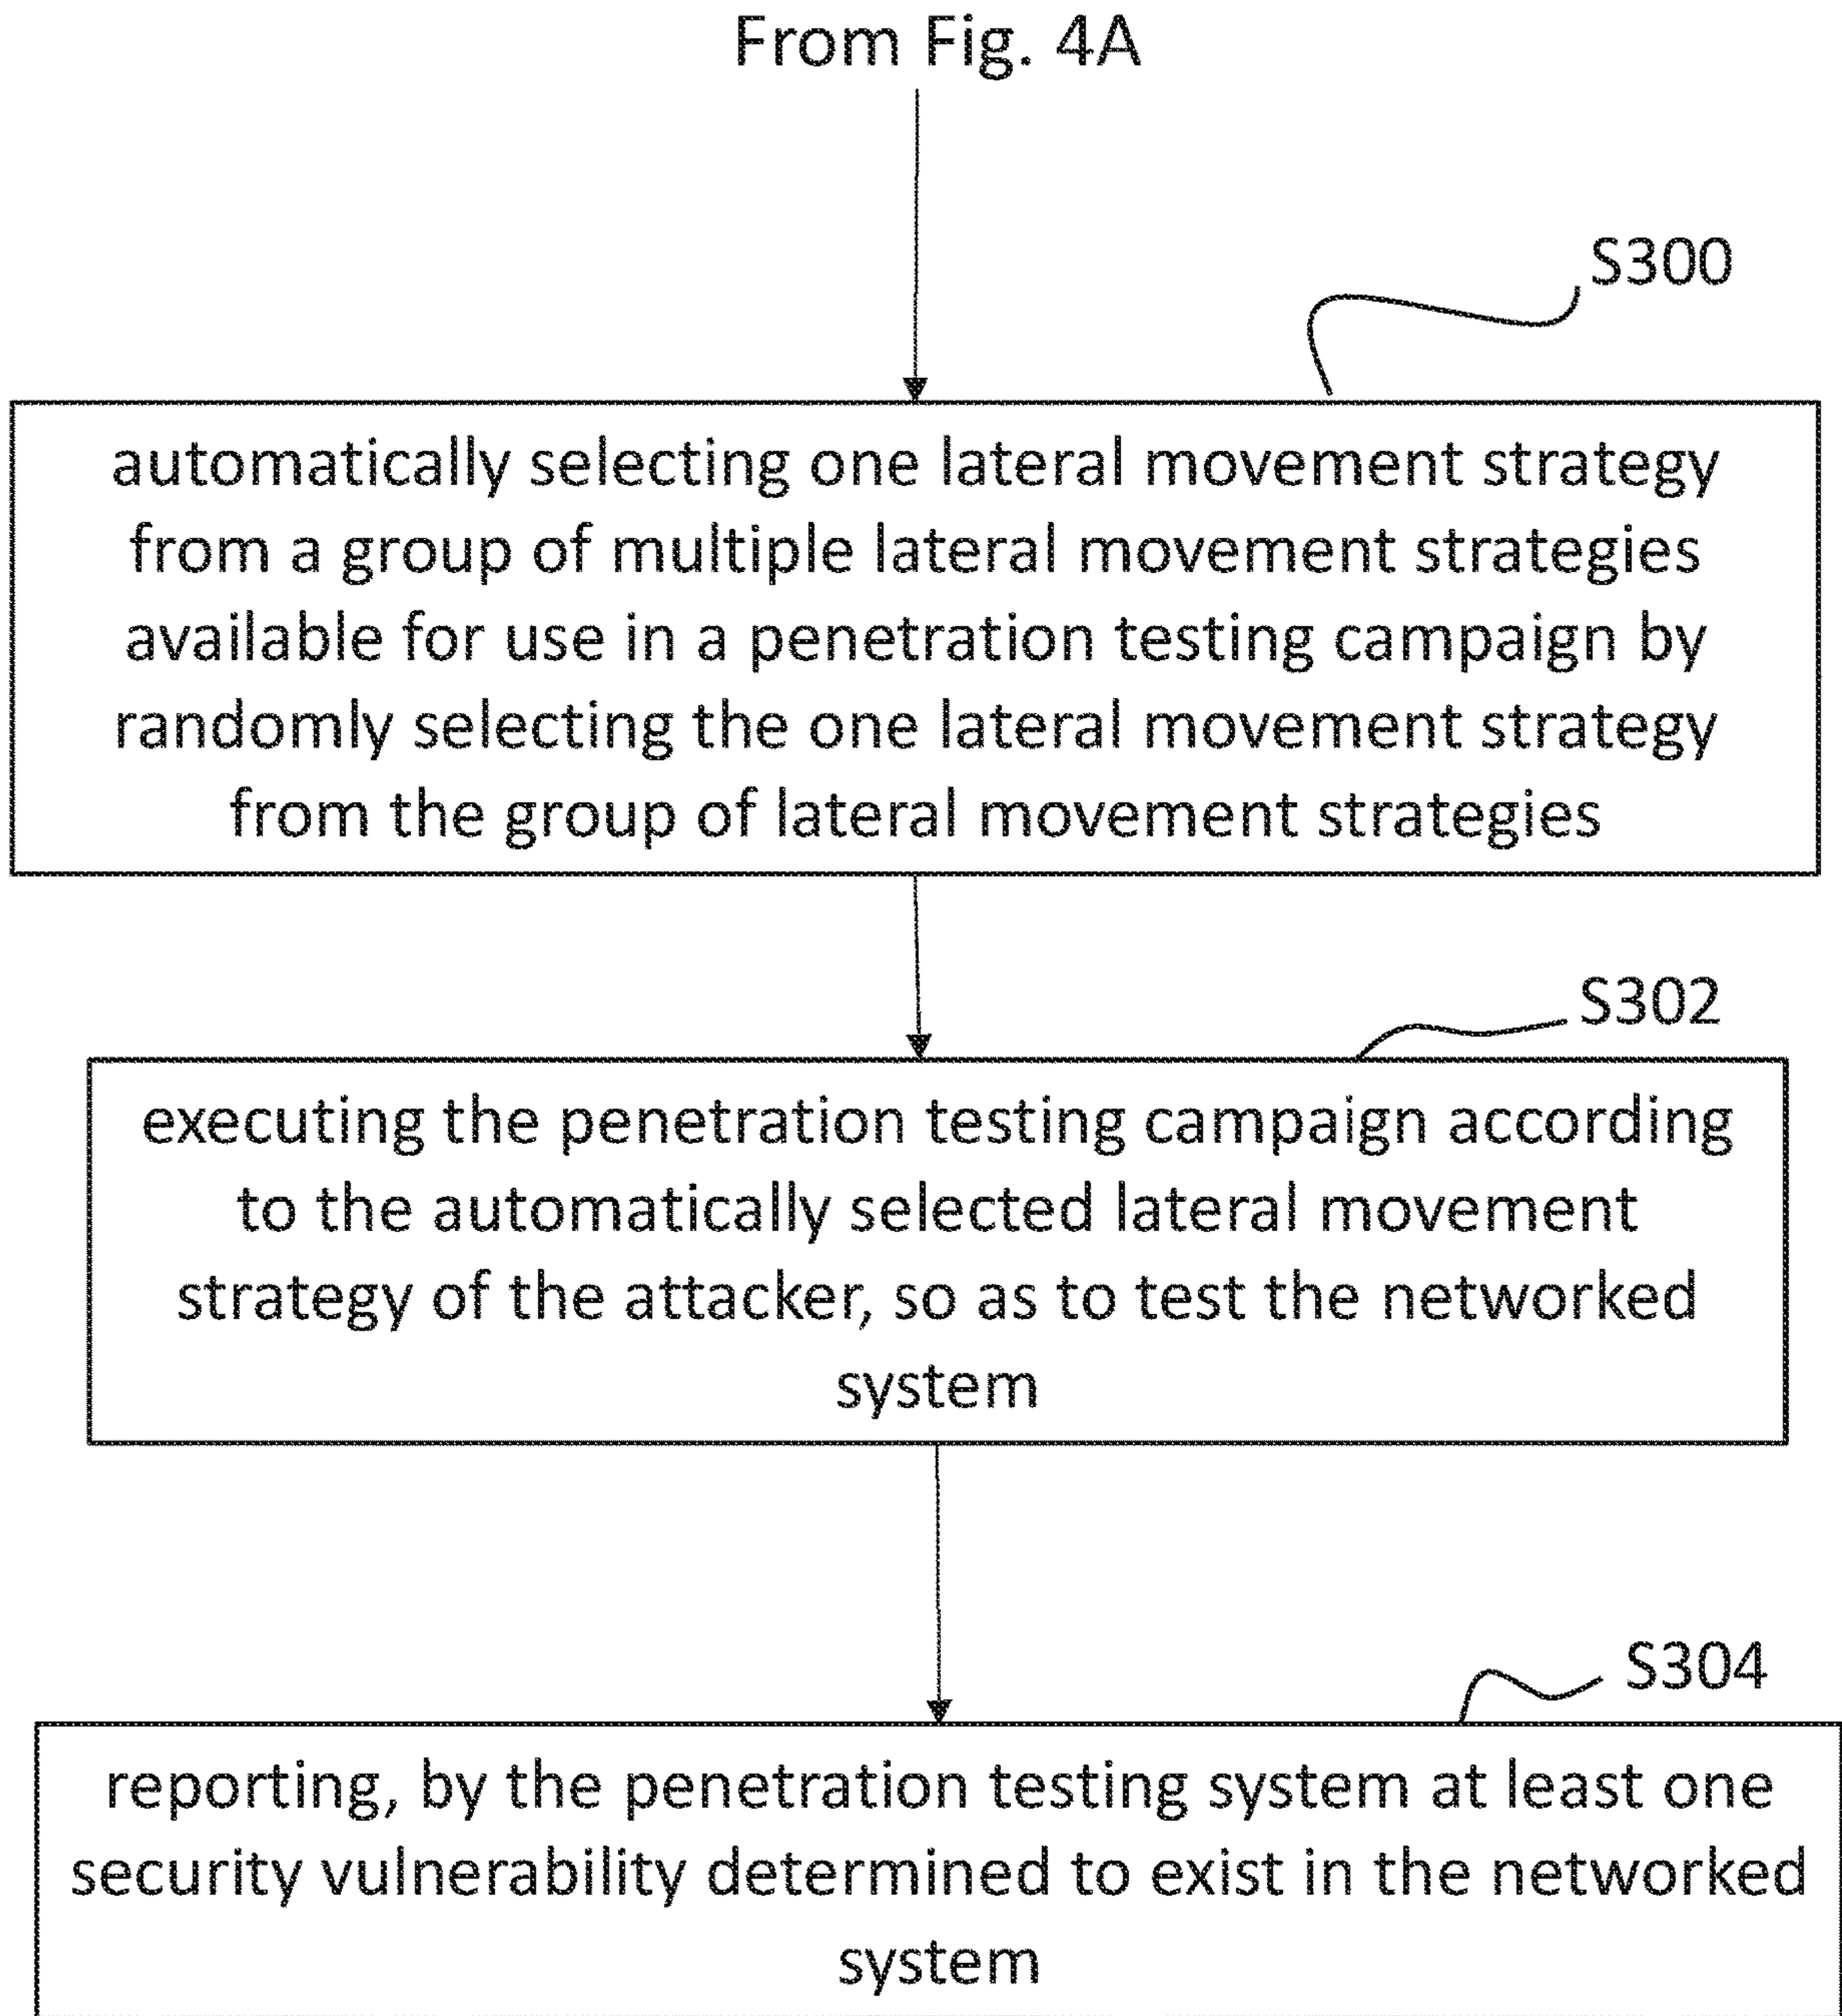 From Fig. 4A
S300
automatically selecting one lateral movement strategy
from a group of multiple lateral movement strategies
available for use in a penetration testing campaign by
randomly selecting the one lateral movement strategy
from the group of lateral movement strategies
S302
executing the penetration testing campaign according
to the automatically selected lateral movement
strategy of the attacker, so as to test the networked
system
S304
reporting, by the penetration testing system at least one
security vulnerability determined to exist in the networked
system